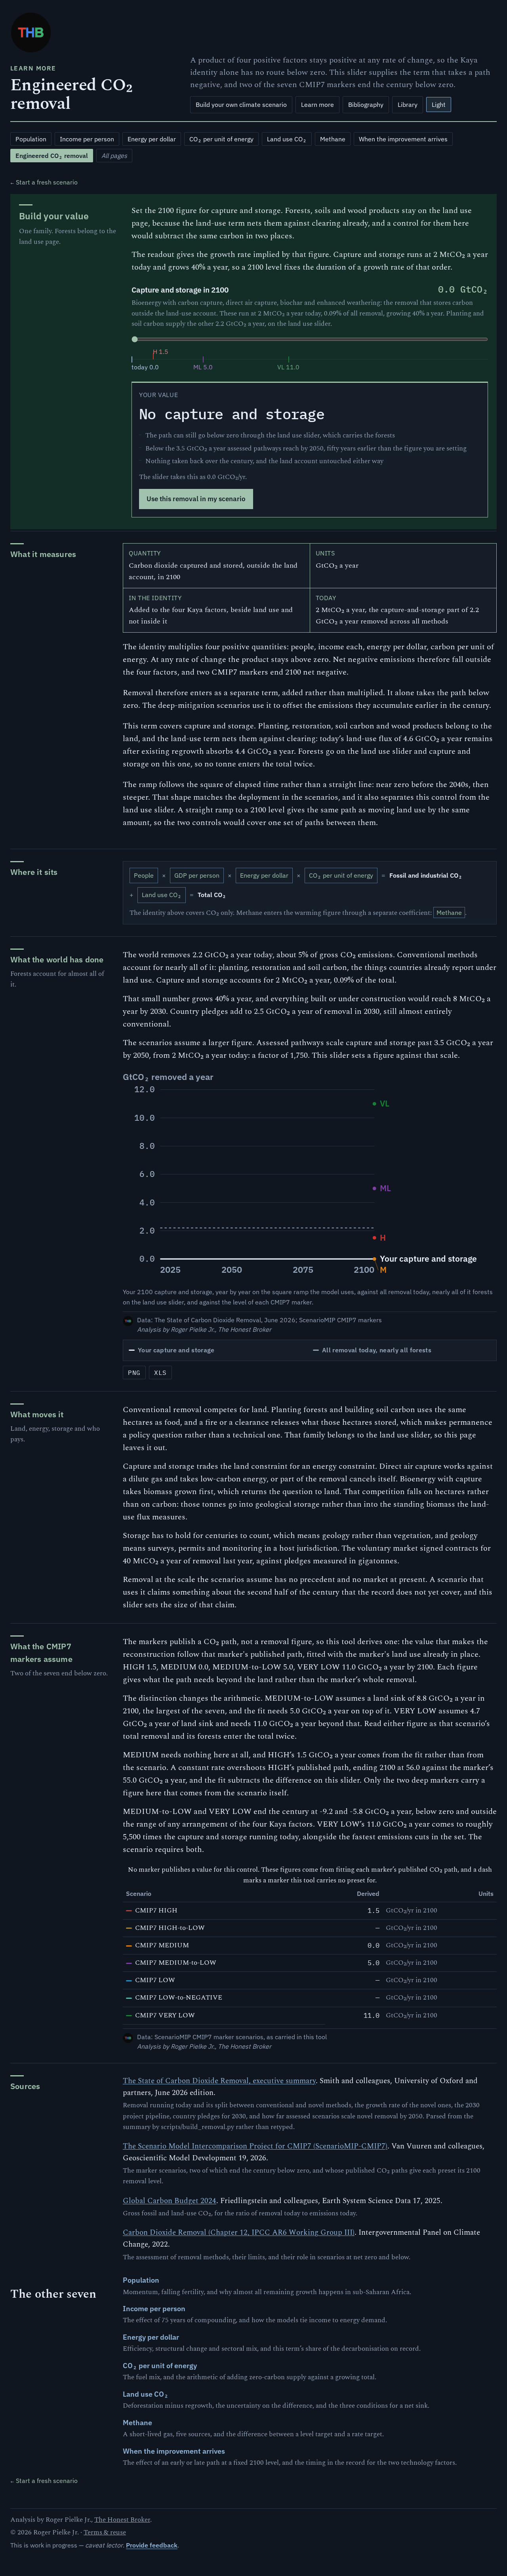 THB
LEARN MORE
Engineered CO₂
removal
A product of four positive factors stays positive at any rate of change, so the Kaya
identity alone has no route below zero. This slider supplies the term that takes a path
negative, and two of the seven CMIP7 markers end the century below zero.
Build your own climate scenario
Learn more
Bibliography
Library
Light
Population
Income per person
Energy per dollar
CO₂ per unit of energy
Land use CO₂
Methane
When the improvement arrives
Engineered CO₂ removal
All pages
← Start a fresh scenario
Build your value
One family. Forests belong to the
land use page.
Set the 2100 figure for capture and storage. Forests, soils and wood products stay on the land use
page, because the land-use term nets them against clearing already, and a control for them here
would subtract the same carbon in two places.
The readout gives the growth rate implied by that figure. Capture and storage runs at 2 MtCO₂ a year
today and grows 40% a year, so a 2100 level fixes the duration of a growth rate of that order.
Capture and storage in 2100
0.0 GtCO₂
Bioenergy with carbon capture, direct air capture, biochar and enhanced weathering: the removal that stores carbon
outside the land-use account. These run at 2 MtCO₂ a year today, 0.09% of all removal, growing 40% a year. Planting and
soil carbon supply the other 2.2 GtCO₂ a year, on the land use slider.
H 1.5
today 0.0
ML 5.0
VL 11.0
YOUR VALUE
No capture and storage
The path can still go below zero through the land use slider, which carries the forests
Below the 3.5 GtCO₂ a year assessed pathways reach by 2050, fifty years earlier than the figure you are setting
Nothing taken back over the century, and the land account untouched either way
The slider takes this as 0.0 GtCO₂/yr.
Use this removal in my scenario
What it measures
QUANTITY
Carbon dioxide captured and stored, outside the land
account, in 2100
UNITS
GtCO₂ a year
IN THE IDENTITY
Added to the four Kaya factors, beside land use and
not inside it
TODAY
2 MtCO₂ a year, the capture-and-storage part of 2.2
GtCO₂ a year removed across all methods
The identity multiplies four positive quantities: people, income each, energy per dollar, carbon per unit of
energy. At any rate of change the product stays above zero. Net negative emissions therefore fall outside
the four factors, and two CMIP7 markers end 2100 net negative.
Removal therefore enters as a separate term, added rather than multiplied. It alone takes the path below
zero. The deep-mitigation scenarios use it to offset the emissions they accumulate earlier in the century.
This term covers capture and storage. Planting, restoration, soil carbon and wood products belong to the
land, and the land-use term nets them against clearing: today's land-use flux of 4.6 GtCO₂ a year remains
after existing regrowth absorbs 4.4 GtCO₂ a year. Forests go on the land use slider and capture and
storage on this one, so no tonne enters the total twice.
The ramp follows the square of elapsed time rather than a straight line: near zero before the 2040s, then
steeper. That shape matches the deployment in the scenarios, and it also separates this control from the
land use slider. A straight ramp to a 2100 level gives the same path as moving land use by the same
amount, so the two controls would cover one set of paths between them.
Where it sits
People × GDP per person × Energy per dollar × CO₂ per unit of energy = Fossil and industrial CO₂
+ Land use CO₂ = Total CO₂
The identity above covers CO₂ only. Methane enters the warming figure through a separate coefficient: Methane .
What the world has done
Forests account for almost all of
it.
The world removes 2.2 GtCO₂ a year today, about 5% of gross CO₂ emissions. Conventional methods
account for nearly all of it: planting, restoration and soil carbon, the things countries already report under
land use. Capture and storage accounts for 2 MtCO₂ a year, 0.09% of the total.
That small number grows 40% a year, and everything built or under construction would reach 8 MtCO₂ a
year by 2030. Country pledges add to 2.5 GtCO₂ a year of removal in 2030, still almost entirely
conventional.
The scenarios assume a larger figure. Assessed pathways scale capture and storage past 3.5 GtCO₂ a year
by 2050, from 2 MtCO₂ a year today: a factor of 1,750. This slider sets a figure against that scale.
GtCO₂ removed a year
12.0
10.0
8.0
6.0
4.0
2.0
0.0
VL
ML
H
Your capture and storage
M
2025
2050
2075
2100
Your 2100 capture and storage, year by year on the square ramp the model uses, against all removal today, nearly all of it forests
on the land use slider, and against the level of each CMIP7 marker.
THB
Data: The State of Carbon Dioxide Removal, June 2026; ScenarioMIP CMIP7 markers
Analysis by Roger Pielke Jr., The Honest Broker
Your capture and storage
All removal today, nearly all forests
PNG
XLS
What moves it
Land, energy, storage and who
pays.
Conventional removal competes for land. Planting forests and building soil carbon uses the same
hectares as food, and a fire or a clearance releases what those hectares stored, which makes permanence
a policy question rather than a technical one. That family belongs to the land use slider, so this page
leaves it out.
Capture and storage trades the land constraint for an energy constraint. Direct air capture works against
a dilute gas and takes low-carbon energy, or part of the removal cancels itself. Bioenergy with capture
takes biomass grown first, which returns the question to land. That competition falls on hectares rather
than on carbon: those tonnes go into geological storage rather than into the standing biomass the land-
use flux measures.
Storage has to hold for centuries to count, which means geology rather than vegetation, and geology
means surveys, permits and monitoring in a host jurisdiction. The voluntary market signed contracts for
40 MtCO₂ a year of removal last year, against pledges measured in gigatonnes.
Removal at the scale the scenarios assume has no precedent and no market at present. A scenario that
uses it claims something about the second half of the century that the record does not yet cover, and this
slider sets the size of that claim.
What the CMIP7
markers assume
Two of the seven end below zero.
The markers publish a CO₂ path, not a removal figure, so this tool derives one: the value that makes the
reconstruction follow that marker's published path, fitted with the marker's land use already in place.
HIGH 1.5, MEDIUM 0.0, MEDIUM-to-LOW 5.0, VERY LOW 11.0 GtCO₂ a year by 2100. Each figure in
gives what the path needs beyond the land rather than the marker's whole removal.
The distinction changes the arithmetic. MEDIUM-to-LOW assumes a land sink of 8.8 GtCO₂ a year in
2100, the largest of the seven, and the fit needs 5.0 GtCO₂ a year on top of it. VERY LOW assumes 4.7
GtCO₂ a year of land sink and needs 11.0 GtCO₂ a year beyond that. Read either figure as that scenario's
total removal and its forests enter the total twice.
MEDIUM needs nothing here at all, and HIGH's 1.5 GtCO₂ a year comes from the fit rather than from
the scenario. A constant rate overshoots HIGH's published path, ending 2100 at 56.0 against the marker's
55.0 GtCO₂ a year, and the fit subtracts the difference on this slider. Only the two deep markers carry a
figure here that comes from the scenario itself.
MEDIUM-to-LOW and VERY LOW end the century at -9.2 and -5.8 GtCO₂ a year, below zero and outside
the range of any arrangement of the four Kaya factors. VERY LOW's 11.0 GtCO₂ a year comes to roughly
5,500 times the capture and storage running today, alongside the fastest emissions cuts in the set. The
scenario requires both.
No marker publishes a value for this control. These figures come from fitting each marker's published CO₂ path, and a dash
marks a marker this tool carries no preset for.
Scenario
Derived
Units
CMIP7 HIGH 1.5 GtCO₂/yr in 2100
CMIP7 HIGH-to-LOW — GtCO₂/yr in 2100
CMIP7 MEDIUM 0.0 GtCO₂/yr in 2100
CMIP7 MEDIUM-to-LOW 5.0 GtCO₂/yr in 2100
CMIP7 LOW — GtCO₂/yr in 2100
CMIP7 LOW-to-NEGATIVE — GtCO₂/yr in 2100
CMIP7 VERY LOW 11.0 GtCO₂/yr in 2100
THB
Data: ScenarioMIP CMIP7 marker scenarios, as carried in this tool
Analysis by Roger Pielke Jr., The Honest Broker
Sources
The State of Carbon Dioxide Removal, executive summary. Smith and colleagues, University of Oxford and
partners, June 2026 edition.
Removal running today and its split between conventional and novel methods, the growth rate of the novel ones, the 2030
project pipeline, country pledges for 2030, and how far assessed scenarios scale novel removal by 2050. Parsed from the
summary by scripts/build_removal.py rather than retyped.
The Scenario Model Intercomparison Project for CMIP7 (ScenarioMIP-CMIP7). Van Vuuren and colleagues,
Geoscientific Model Development 19, 2026.
The marker scenarios, two of which end the century below zero, and whose published CO₂ paths give each preset its 2100
removal level.
Global Carbon Budget 2024. Friedlingstein and colleagues, Earth System Science Data 17, 2025.
Gross fossil and land-use CO₂, for the ratio of removal today to emissions today.
Carbon Dioxide Removal (Chapter 12, IPCC AR6 Working Group III). Intergovernmental Panel on Climate
Change, 2022.
The assessment of removal methods, their limits, and their role in scenarios at net zero and below.
The other seven
Population
Momentum, falling fertility, and why almost all remaining growth happens in sub-Saharan Africa.
Income per person
The effect of 75 years of compounding, and how the models tie income to energy demand.
Energy per dollar
Efficiency, structural change and sectoral mix, and this term's share of the decarbonisation on record.
CO₂ per unit of energy
The fuel mix, and the arithmetic of adding zero-carbon supply against a growing total.
Land use CO₂
Deforestation minus regrowth, the uncertainty on the difference, and the three conditions for a net sink.
Methane
A short-lived gas, five sources, and the difference between a level target and a rate target.
When the improvement arrives
The effect of an early or late path at a fixed 2100 level, and the timing in the record for the two technology factors.
← Start a fresh scenario
Analysis by Roger Pielke Jr., The Honest Broker.
© 2026 Roger Pielke Jr. · Terms & reuse
This is work in progress — caveat lector. Provide feedback.